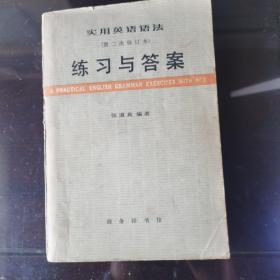 实用英语语法
(第二次修订本)
练习与答案
A PRACTICAL ENGLISH GRAMMAR EXERCISES WITH KEY
张道真 编著
商务印书馆